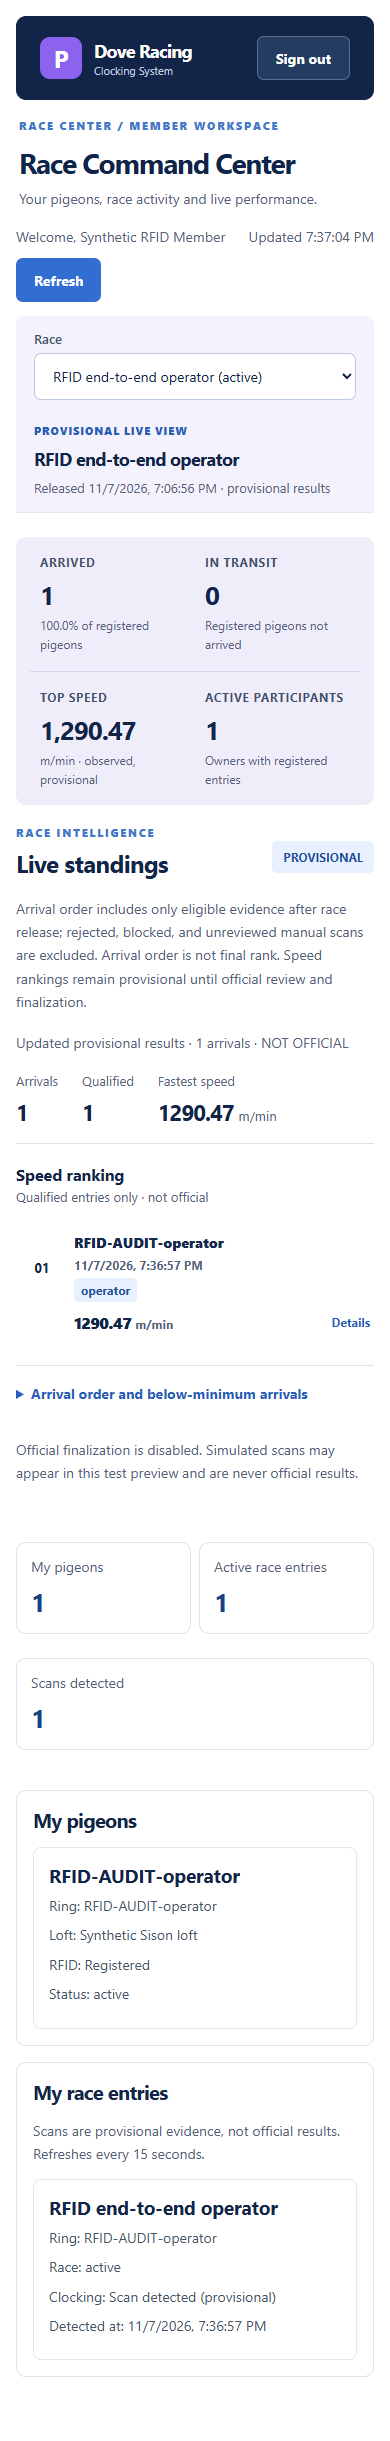 P
Dove Racing
Clocking System
Sign out
RACE CENTER / MEMBER WORKSPACE
Race Command Center
Your pigeons, race activity and live performance.
Welcome, Synthetic RFID Member
Updated 7:37:04 PM
Refresh
Race
RFID end-to-end operator (active)
PROVISIONAL LIVE VIEW
RFID end-to-end operator
Released 11/7/2026, 7:06:56 PM · provisional results
ARRIVED
1
100.0% of registered
pigeons
IN TRANSIT
0
Registered pigeons not
arrived
TOP SPEED
1,290.47
m/min · observed,
provisional
ACTIVE PARTICIPANTS
1
Owners with registered
entries
RACE INTELLIGENCE
Live standings
PROVISIONAL
Arrival order includes only eligible evidence after race
release; rejected, blocked, and unreviewed manual scans
are excluded. Arrival order is not final rank. Speed
rankings remain provisional until official review and
finalization.
Updated provisional results · 1 arrivals · NOT OFFICIAL
Arrivals
1
Qualified
1
Fastest speed
1290.47 m/min
Speed ranking
Qualified entries only · not official
01
RFID-AUDIT-operator
11/7/2026, 7:36:57 PM
operator
1290.47 m/min
Details
Arrival order and below-minimum arrivals
Official finalization is disabled. Simulated scans may
appear in this test preview and are never official results.
My pigeons
1
Active race entries
1
Scans detected
1
My pigeons
RFID-AUDIT-operator
Ring: RFID-AUDIT-operator
Loft: Synthetic Sison loft
RFID: Registered
Status: active
My race entries
Scans are provisional evidence, not official results.
Refreshes every 15 seconds.
RFID end-to-end operator
Ring: RFID-AUDIT-operator
Race: active
Clocking: Scan detected (provisional)
Detected at: 11/7/2026, 7:36:57 PM